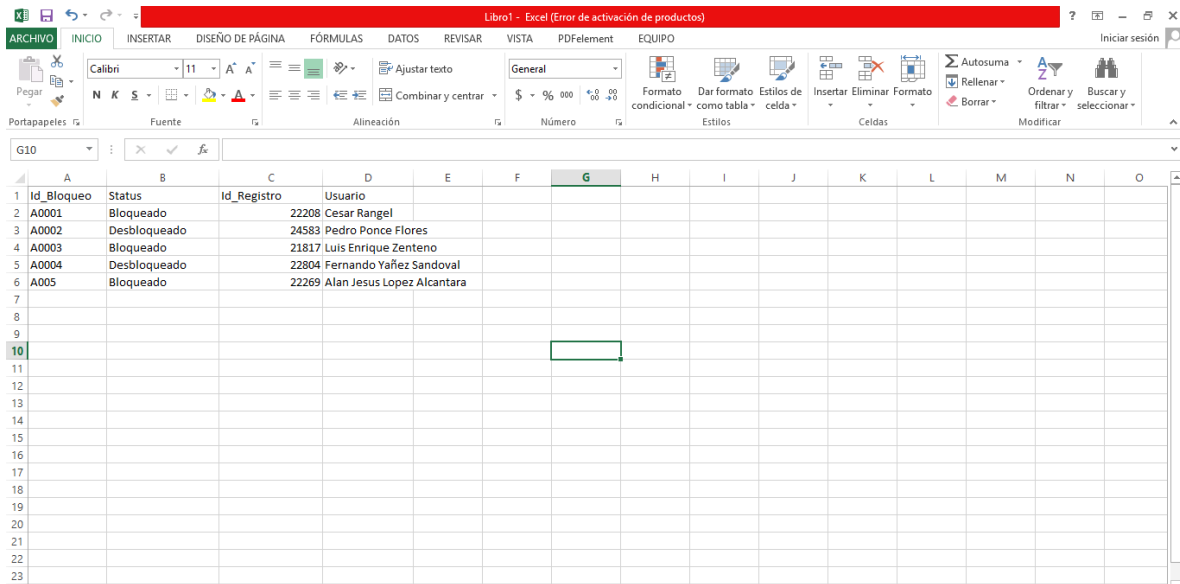 Libro1 - Excel (Error de activación de productos)
ARCHIVO INICIO INSERTAR DISEÑO DE PÁGINA FÓRMULAS DATOS REVISAR VISTA PDFelement EQUIPO Iniciar sesión
Pegar
Calibri 11
N K S
Ajustar texto
Combinar y centrar
General
$ % 000
Formato condicional
Dar formato como tabla
Estilos de celda
Insertar Eliminar Formato
Autosuma
Rellenar
Borrar
Ordenar y filtrar
Buscar y seleccionar
Portapapeles Fuente Alineación Número Estilos Celdas Modificar
G10 fx
A B C D E F G H I J K L M N O
1 Id_Bloqueo Status Id_Registro Usuario
2 A0001 Bloqueado 22208 Cesar Rangel
3 A0002 Desbloqueado 24583 Pedro Ponce Flores
4 A0003 Bloqueado 21817 Luis Enrique Zenteno
5 A0004 Desbloqueado 22804 Fernando Yañez Sandoval
6 A005 Bloqueado 22269 Alan Jesus Lopez Alcantara
7
8
9
10
11
12
13
14
15
16
17
18
19
20
21
22
23